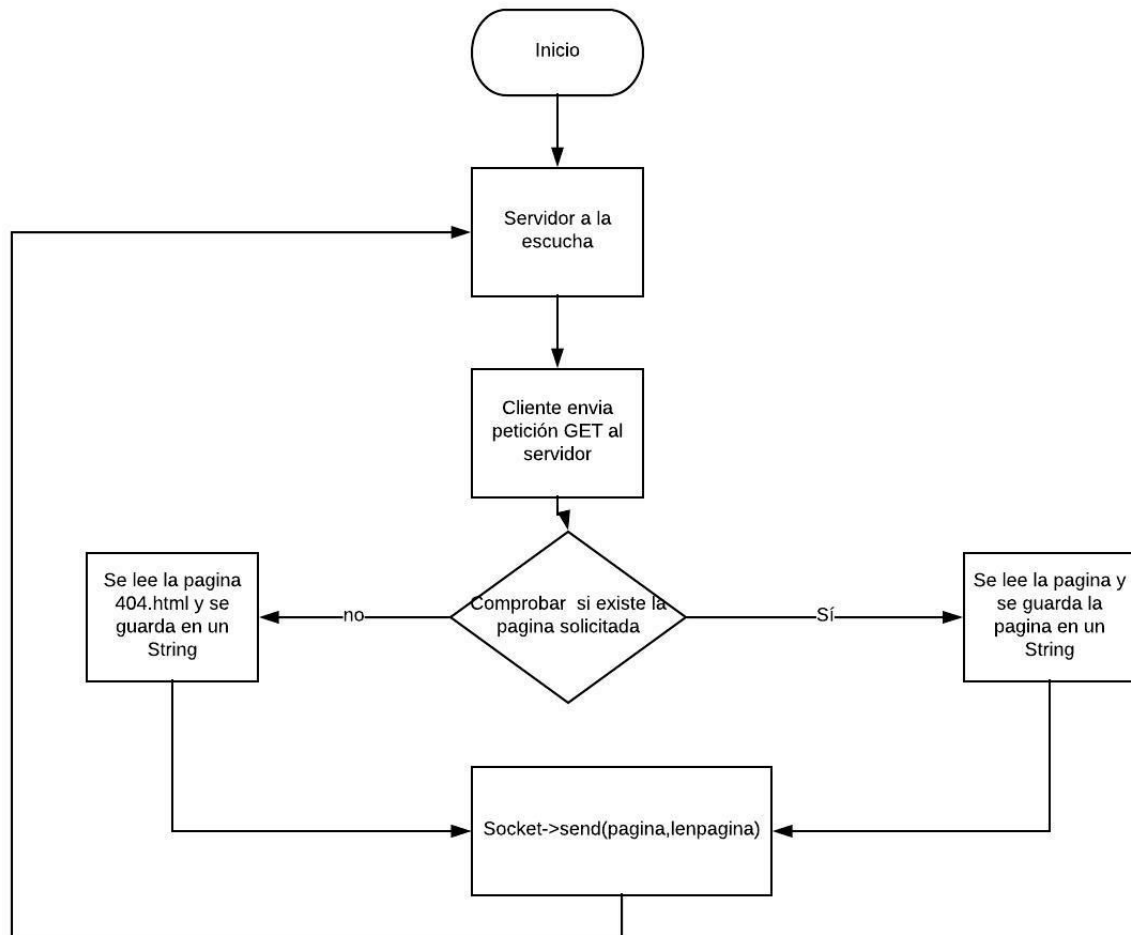 Inicio
Servidor a la
escucha
Cliente envia
petición GET al
servidor
Se lee la pagina
404.html y se
guarda en un
String
no
Comprobar si existe la
pagina solicitada
Sí
Se lee la pagina y
se guarda la
pagina en un
String
Socket->send(pagina,lenpagina)